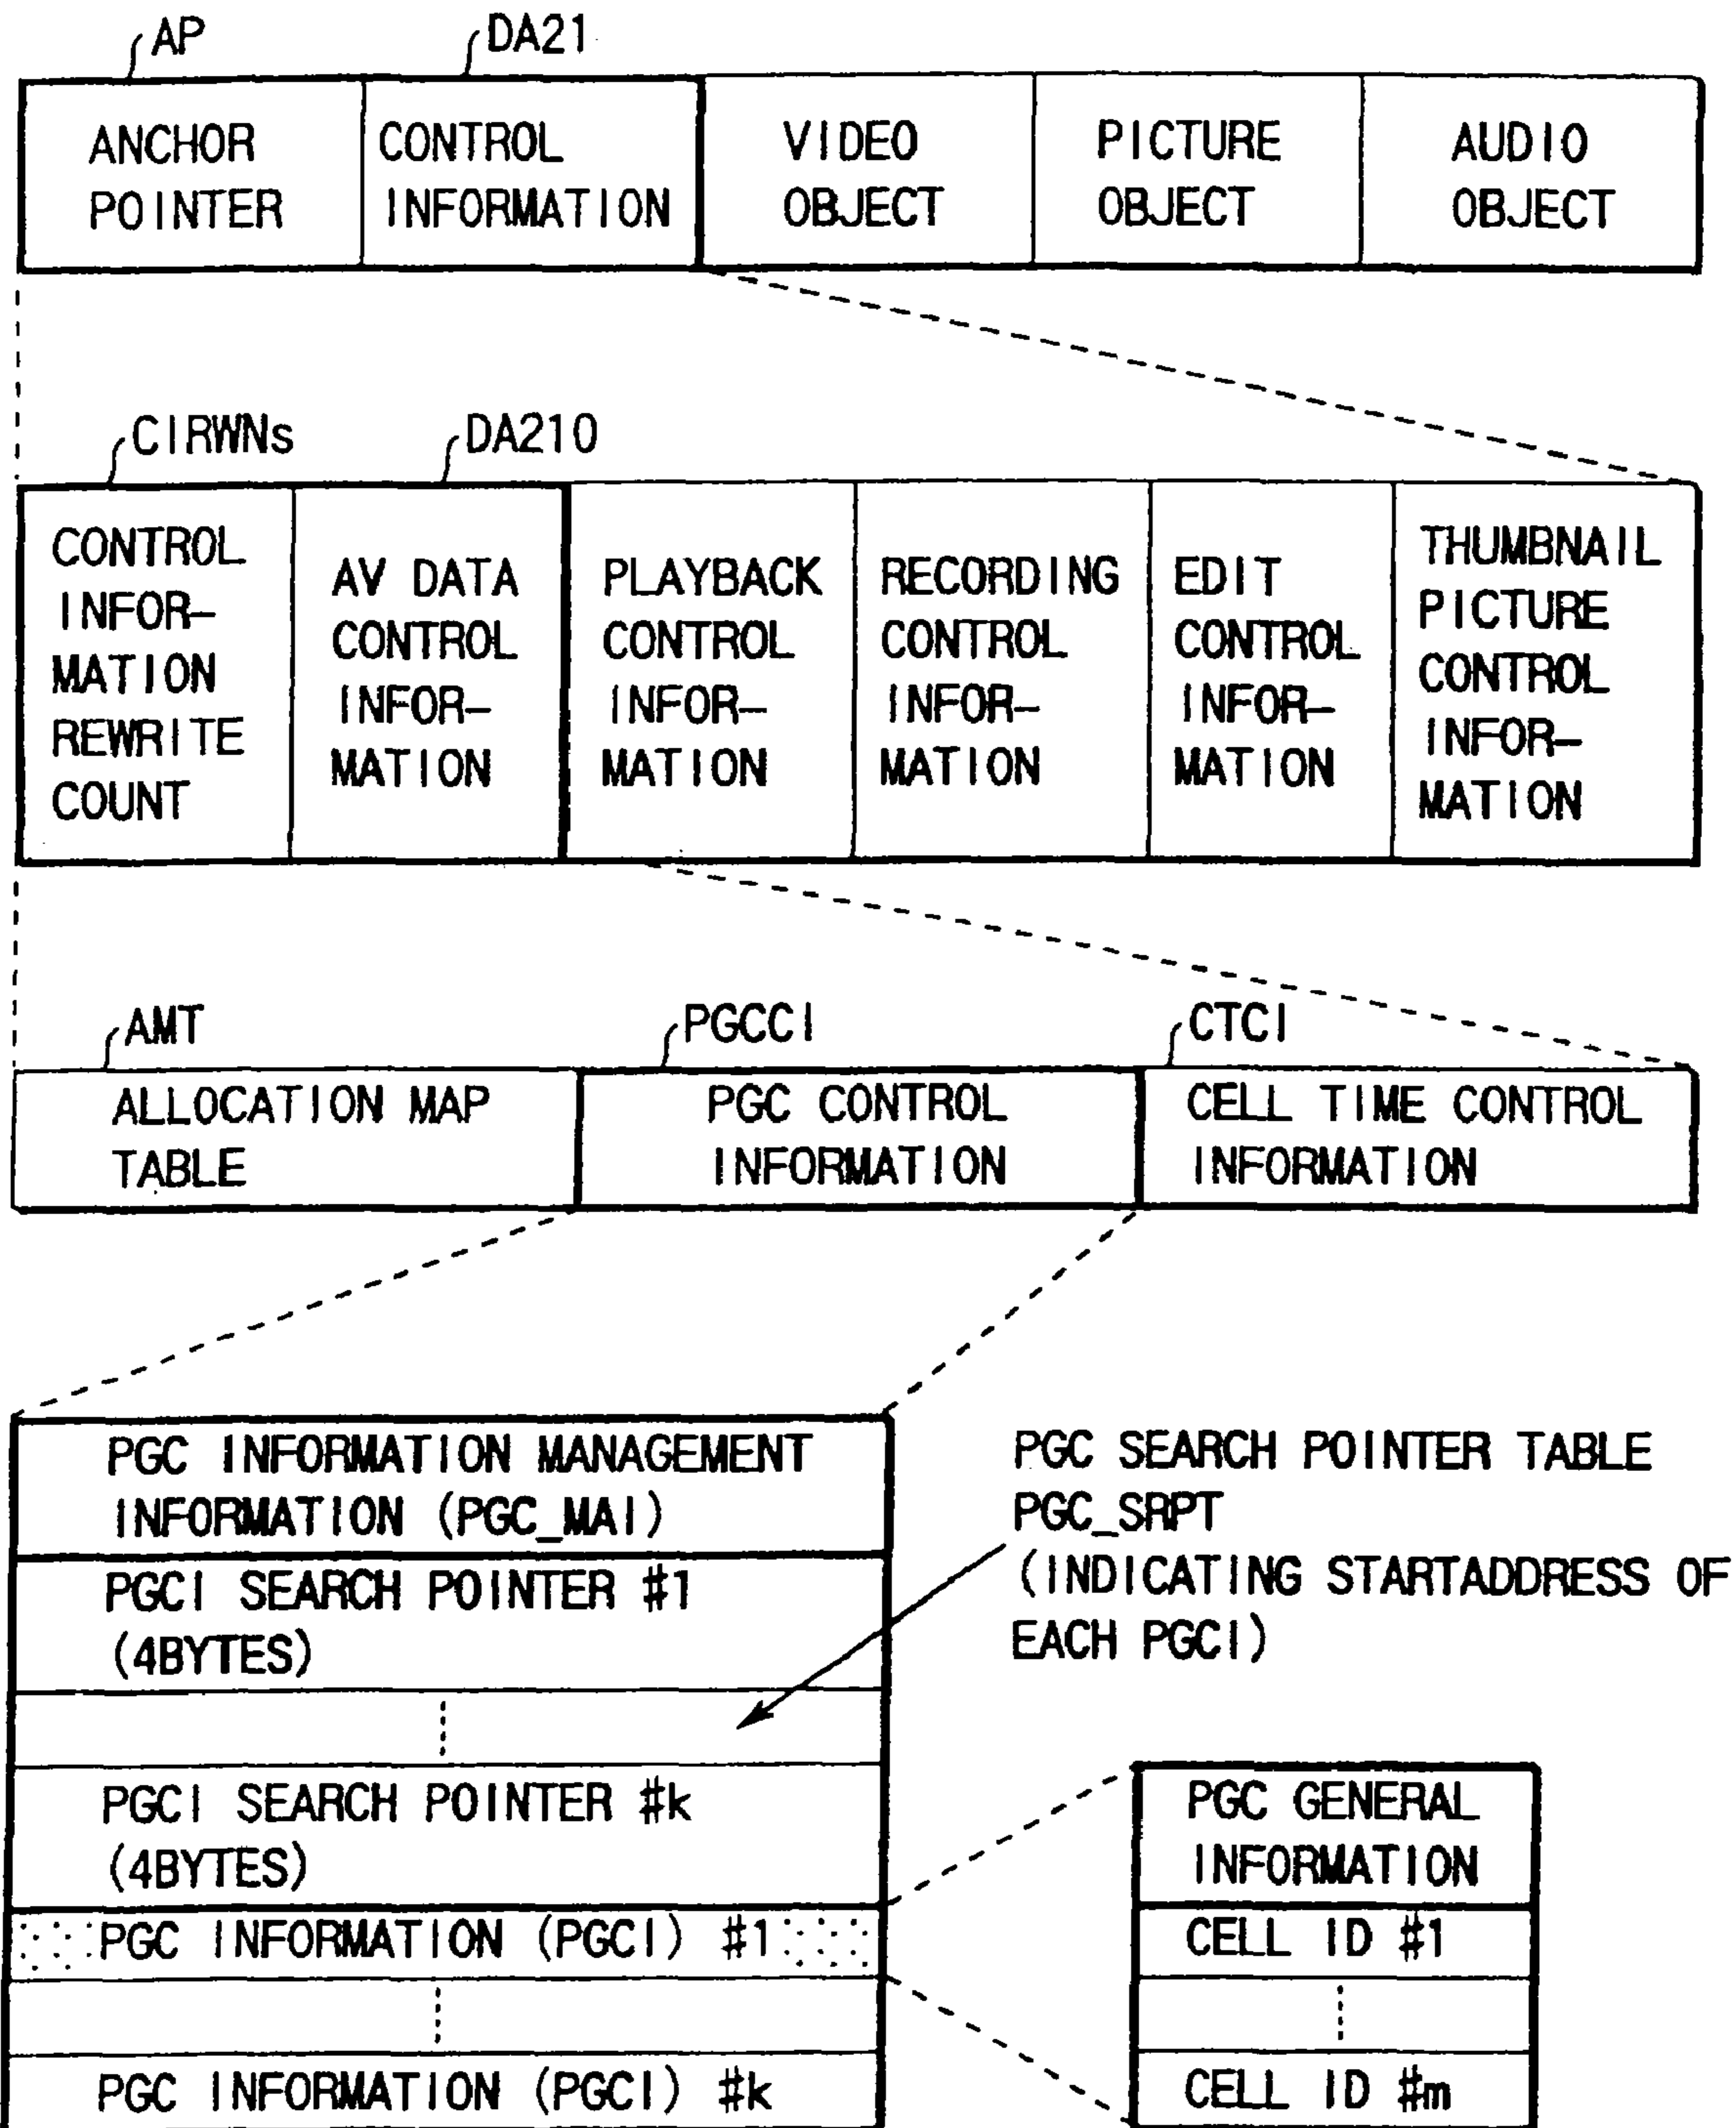 AP
DA21
ANCHOR
POINTER
CONTROL
INFORMATION
VIDEO
OBJECT
PICTURE
OBJECT
AUDIO
OBJECT
CIRWNs
DA210
CONTROL
INFOR-
MATION
REWRITE
COUNT
AV DATA
CONTROL
INFOR-
MATION
PLAYBACK
CONTROL
INFOR-
MATION
RECORDING
CONTROL
INFOR-
MATION
EDIT
CONTROL
INFOR-
MATION
THUMBNAIL
PICTURE
CONTROL
INFOR-
MATION
AMT
PGCCI
CTCI
ALLOCATION MAP
TABLE
PGC CONTROL
INFORMATION
CELL TIME CONTROL
INFORMATION
PGC INFORMATION MANAGEMENT
INFORMATION (PGC_MAI)
PGCI SEARCH POINTER #1
(4BYTES)
PGCI SEARCH POINTER #k
(4BYTES)
PGC INFORMATION (PGCI) #1
PGC INFORMATION (PGCI) #k
PGC SEARCH POINTER TABLE
PGC_SRPT
(INDICATING STARTADDRESS OF
EACH PGCI)
PGC GENERAL
INFORMATION
CELL ID #1
CELL ID #m